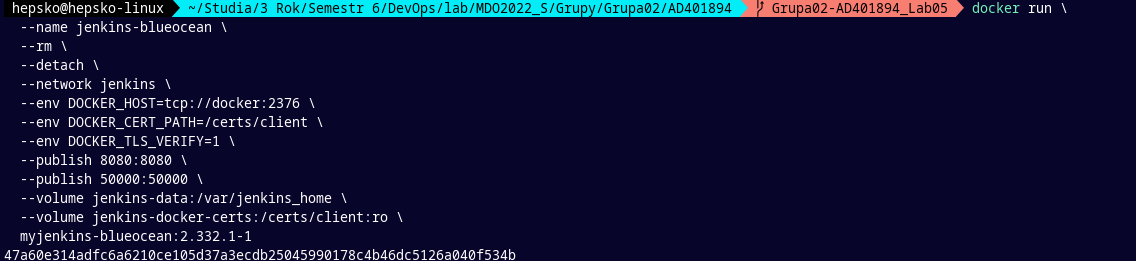 hepsko@hepsko-linux ~/Studia/3 Rok/Semestr 6/DevOps/lab/MDO2022_S/Grupy/Grupa02/AD401894 Grupa02-AD401894_Lab05 docker run \
--name jenkins-blueocean \
--rm \
--detach \
--network jenkins \
--env DOCKER_HOST=tcp://docker:2376 \
--env DOCKER_CERT_PATH=/certs/client \
--env DOCKER_TLS_VERIFY=1 \
--publish 8080:8080 \
--publish 50000:50000 \
--volume jenkins-data:/var/jenkins_home \
--volume jenkins-docker-certs:/certs/client:ro \
myjenkins-blueocean:2.332.1-1
47a60e314adfc6a6210ce105d37a3ecdb25045990178c4b46dc5126a040f534b